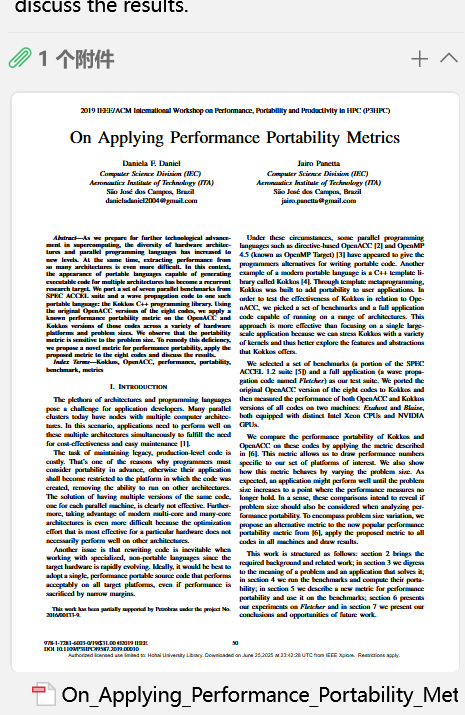 discuss the results.
1 个附件
2019 IEEE/ACM International Workshop on Performance, Portability and Productivity in HPC (P3HPC)
On Applying Performance Portability Metrics
Daniela F. Daniel
Computer Science Division (IEC)
Aeronautics Institute of Technology (ITA)
São José dos Campos, Brazil
danieladaniel2004@gmail.com
Jairo Panetta
Computer Science Division (IEC)
Aeronautics Institute of Technology (ITA)
São José dos Campos, Brazil
jairo.panetta@gmail.com
Abstract—As we prepare for further technological advance-
ment in supercomputing, the diversity of hardware architec-
tures and parallel programming languages has increased to
new levels. At the same time, extracting performance from
so many architectures is even more difficult. In this context,
the appearance of portable languages capable of generating
executable code for multiple architectures has become a recurrent
research target. We port a set of seven parallel benchmarks from
SPEC ACCEL suite and a wave propagation code to one such
portable language: the Kokkos C++ programming library. Using
the original OpenACC versions of the eight codes, we apply a
known performance portability metric on the OpenACC and
Kokkos versions of those codes across a variety of hardware
platforms and problem sizes. We observe that the portability
metric is sensitive to the problem size. To remedy this deficiency,
we propose a novel metric for performance portability, apply the
proposed metric to the eight codes and discuss the results.
Index Terms—Kokkos, OpenACC, performance, portability,
benchmark, metrics
I. INTRODUCTION
The plethora of architectures and programming languages
pose a challenge for application developers. Many parallel
clusters today have nodes with multiple computer architec-
tures. In this scenario, applications need to perform well on
these multiple architectures simultaneously to fulfill the need
for cost-effectiveness and easy maintenance [1].
The task of maintaining legacy, production-level code is
costly. That's one of the reasons why programmers must
consider portability in advance, otherwise their application
shall become restricted to the platform in which the code was
created, removing the ability to run on other architectures.
The solution of having multiple versions of the same code,
one for each parallel machine, is clearly not effective. Further-
more, taking advantage of modern multi-core and many-core
architectures is even more difficult because the optimization
effort that is most effective for a particular hardware does not
necessarily perform well on other architectures.
Another issue is that rewriting code is inevitable when
working with specialized, non-portable languages since the
target hardware is rapidly evolving. Ideally, it would be best to
adopt a single, performance portable source code that performs
acceptably on all target platforms, even if performance is
sacrificed by narrow margins.
This work has been partially supported by Petrobras under the project No.
2016/00133-9.
Under these circumstances, some parallel programming
languages such as directive-based OpenACC [2] and OpenMP
4.5 (known as OpenMP Target) [3] have appeared to give the
programmers alternatives for writing portable code. Another
example of a modern portable language is a C++ template li-
brary called Kokkos [4]. Through template metaprogramming,
Kokkos was built to add portability to user applications. In
order to test the effectiveness of Kokkos in relation to Ope-
nACC, we picked a set of benchmarks and a full application
code capable of running on a range of architectures. This
approach is more effective than focusing on a single large-
scale application because we can stress Kokkos with a variety
of kernels and thus better explore the features and abstractions
that Kokkos offers.
We selected a set of benchmarks (a portion of the SPEC
ACCEL 1.2 suite [5]) and a full application (a wave propa-
gation code named Fletcher) as our test suite. We ported the
original OpenACC version of the eight codes to Kokkos and
then measured the performance of both OpenACC and Kokkos
versions of all codes on two machines: Exahost and Blaise,
both equipped with distinct Intel Xeon CPUs and NVIDIA
GPUs.
We compare the portability performance of Kokkos and
OpenACC on these codes by applying the metric described
in [6]. This metric allows us to draw performance numbers
specific to our set of platforms of interest. We also show
how this metric behaves by varying the problem size. As
expected, an application might perform well until the problem
size increases to a point where the performance measures no
longer hold. In a sense, these comparisons intend to reveal if
problem size should also be considered when analyzing per-
formance portability. To encompass problem size variation, we
propose an alternative metric to the now popular performance
portability metric from [6], apply the proposed metric to all
codes in all machines and draw results.
This work is structured as follows: section 2 brings the
required background and related work; in section 3 we digress
to the meaning of a problem and an application that solves it;
in section 4 we run the benchmarks and compute their porta-
bility; in section 5 we describe a new metric for performance
portability and use it on the benchmarks; section 6 presents
our experiments on Fletcher and in section 7 we present our
conclusions and opportunities of future work.
978-1-7281-6003-0/19/$31.00 ©2019 IEEE
DOI 10.1109/P3HPC49587.2019.00010
50
Authorized licensed use limited to: Hohai University Library. Downloaded on June 25,2025 at 23:42:28 UTC from IEEE Xplore. Restrictions apply.
On_Applying_Performance_Portability_Met